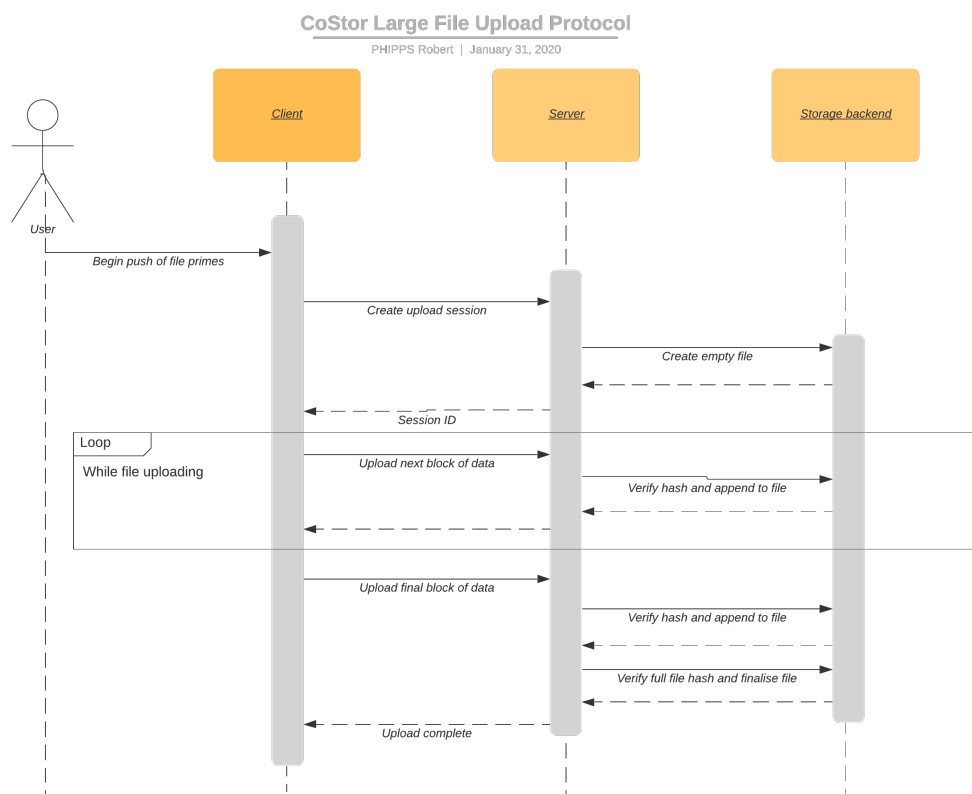 CoStor Large File Upload Protocol
PHIPPS Robert | January 31, 2020
Client
Server
Storage backend
User
Begin push of file primes
Create upload session
Create empty file
Session ID
Loop
While file uploading
Upload next block of data
Verify hash and append to file
Upload final block of data
Verify hash and append to file
Verify full file hash and finalise file
Upload complete